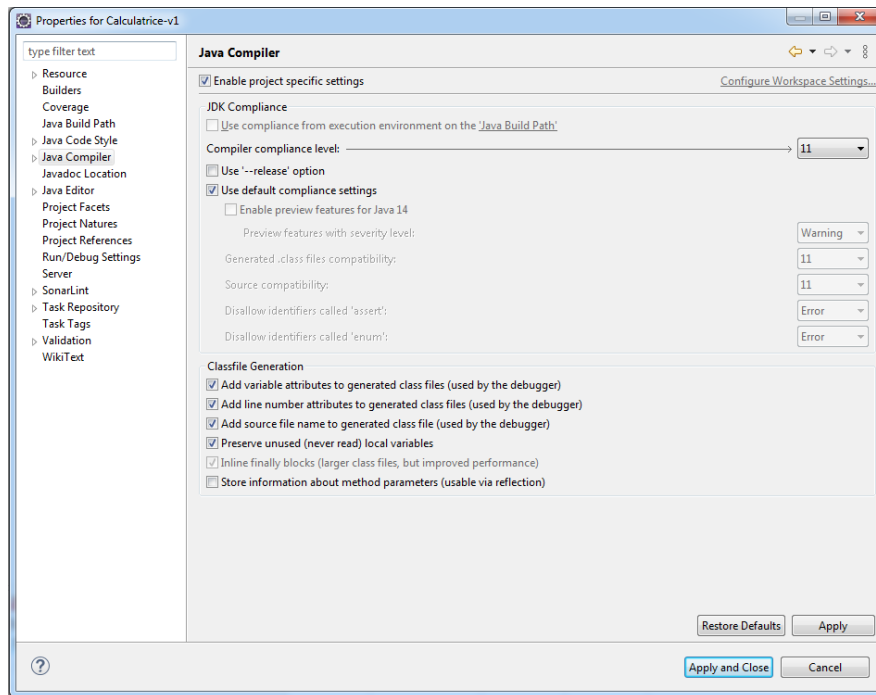 Properties for Calculatrice-v1
type filter text
Resource
Builders
Coverage
Java Build Path
Java Code Style
Java Compiler
Javadoc Location
Java Editor
Project Facets
Project Natures
Project References
Run/Debug Settings
Server
SonarLint
Task Repository
Task Tags
Validation
WikiText
Java Compiler
Enable project specific settings
Configure Workspace Settings...
JDK Compliance
Use compliance from execution environment on the 'Java Build Path'
Compiler compliance level: 11
Use '--release' option
Use default compliance settings
Enable preview features for Java 14
Preview features with severity level: Warning
Generated .class files compatibility: 11
Source compatibility: 11
Disallow identifiers called 'assert': Error
Disallow identifiers called 'enum': Error
Classfile Generation
Add variable attributes to generated class files (used by the debugger)
Add line number attributes to generated class files (used by the debugger)
Add source file name to generated class file (used by the debugger)
Preserve unused (never read) local variables
Inline finally blocks (larger class files, but improved performance)
Store information about method parameters (usable via reflection)
Restore Defaults Apply
? Apply and Close Cancel